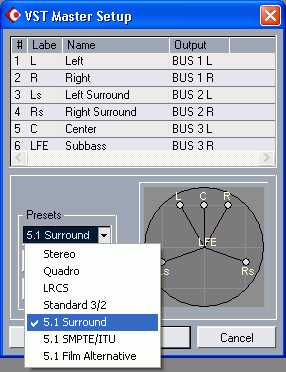 VST Master Setup
# Labe Name Output
1 L Left BUS 1 L
2 R Right BUS 1 R
3 Ls Left Surround BUS 2 L
4 Rs Right Surround BUS 2 R
5 C Center BUS 3 L
6 LFE Subbass BUS 3 R
Presets
5.1 Surround
Stereo
Quadro
LRCS
Standard 3/2
5.1 Surround
5.1 SMPTE/ITU
5.1 Film Alternative
L C R
LFE
Ls Rs
Cancel